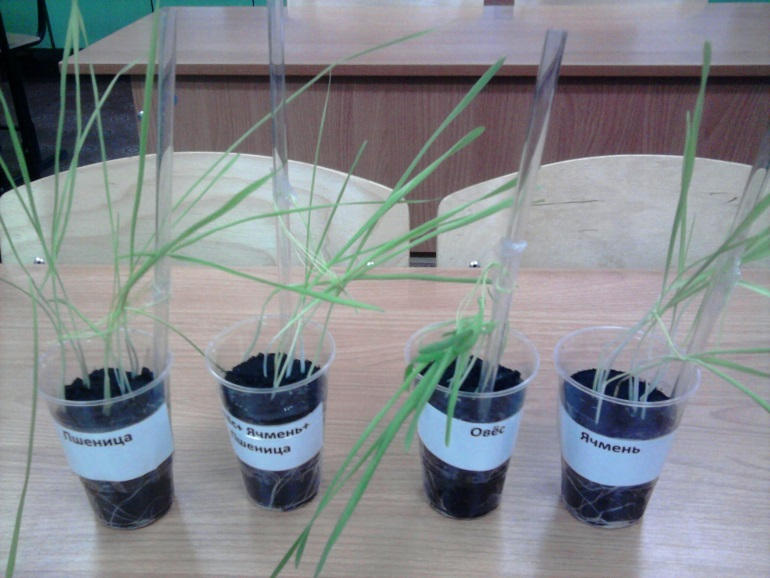 Пшеница
Ячмень+
Пшеница
Овёс
Ячмень